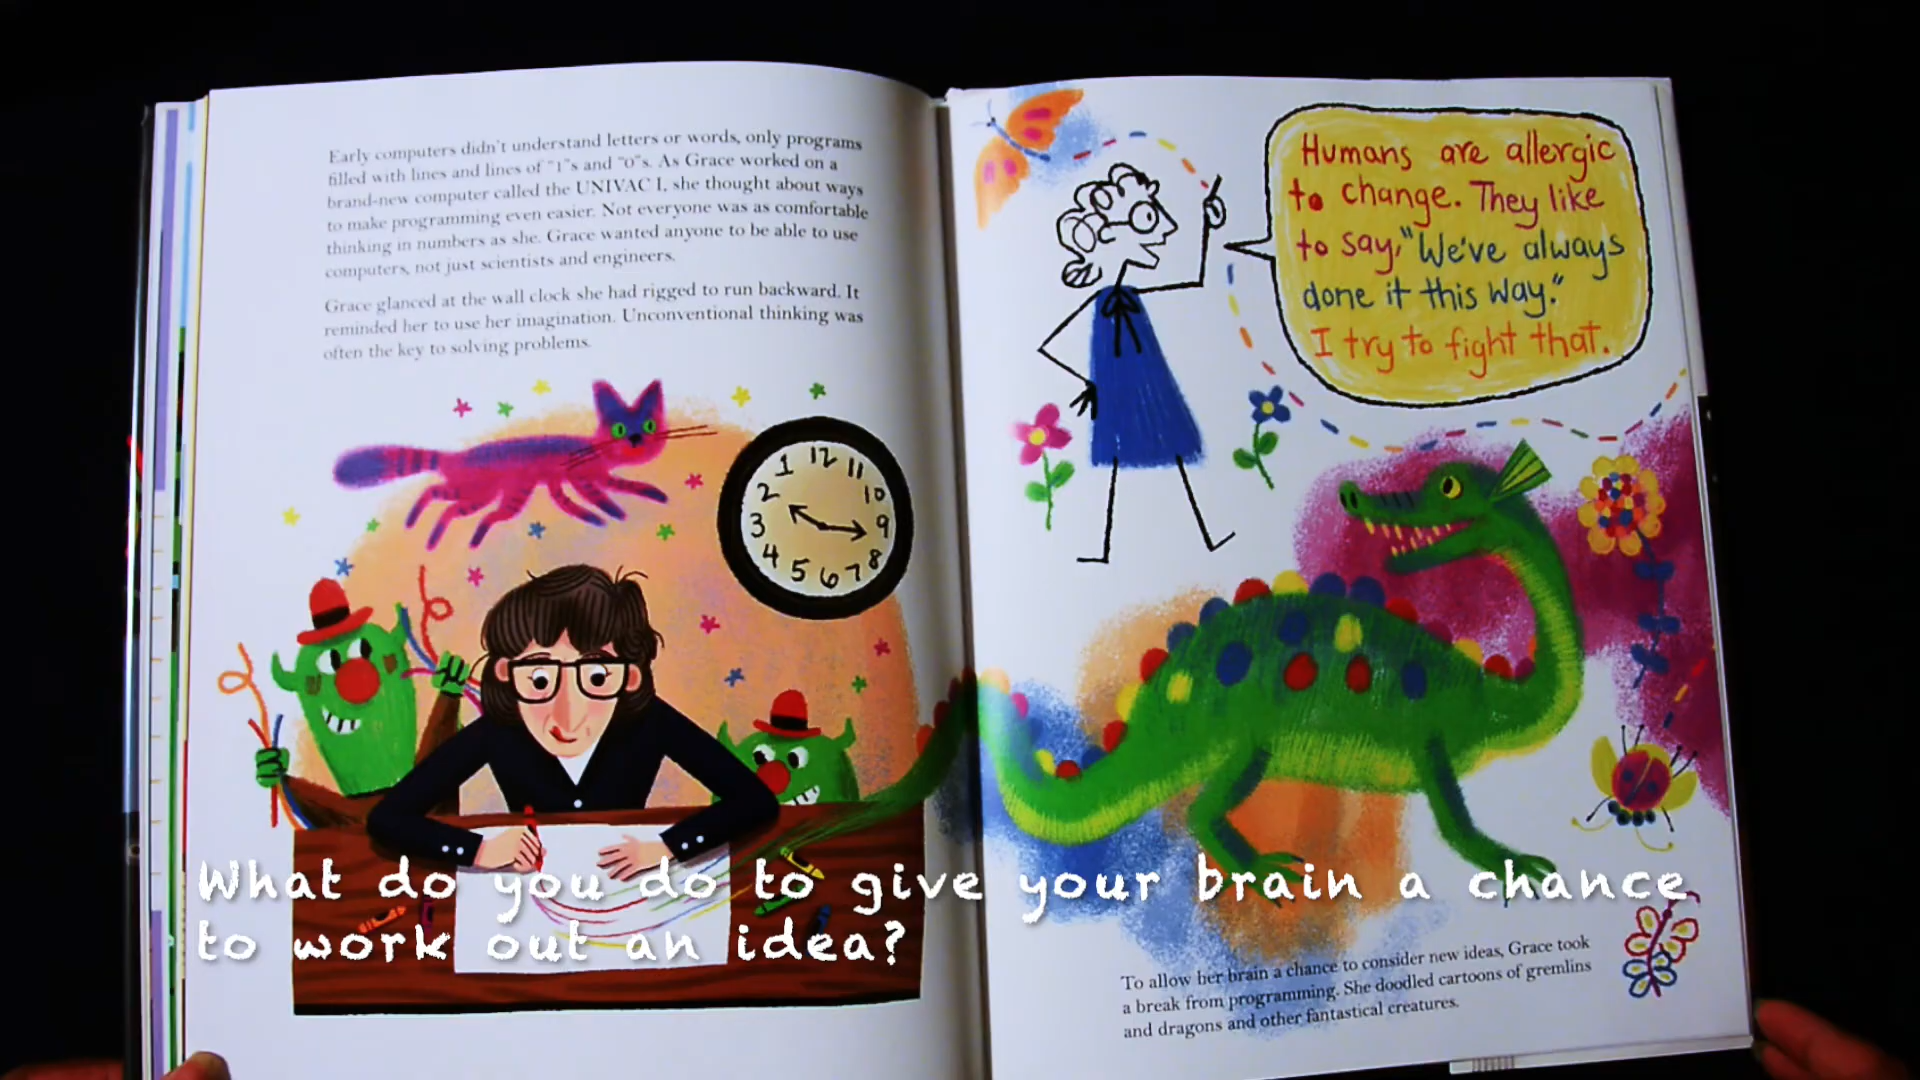 Early computers didn't understand letters or words, only programs
filled with lines and lines of "1"s and "0"s. As Grace worked on a
brand-new computer called the UNIVAC I, she thought about ways
to make programming even easier. Not everyone was as comfortable
thinking in numbers as she. Grace wanted anyone to be able to use
computers, not just scientists and engineers.
Grace glanced at the wall clock she had rigged to run backward. It
reminded her to use her imagination. Unconventional thinking was
often the key to solving problems.
12
11
10
9
8
7
6
5
4
3
2
1
Humans are allergic
to change. They like
to say, "We've always
done it this way."
I try to fight that.
To allow her brain a chance to consider new ideas, Grace took
a break from programming. She doodled cartoons of gremlins
and dragons and other fantastical creatures.
What do you do to give your brain a chance
to work out an idea?